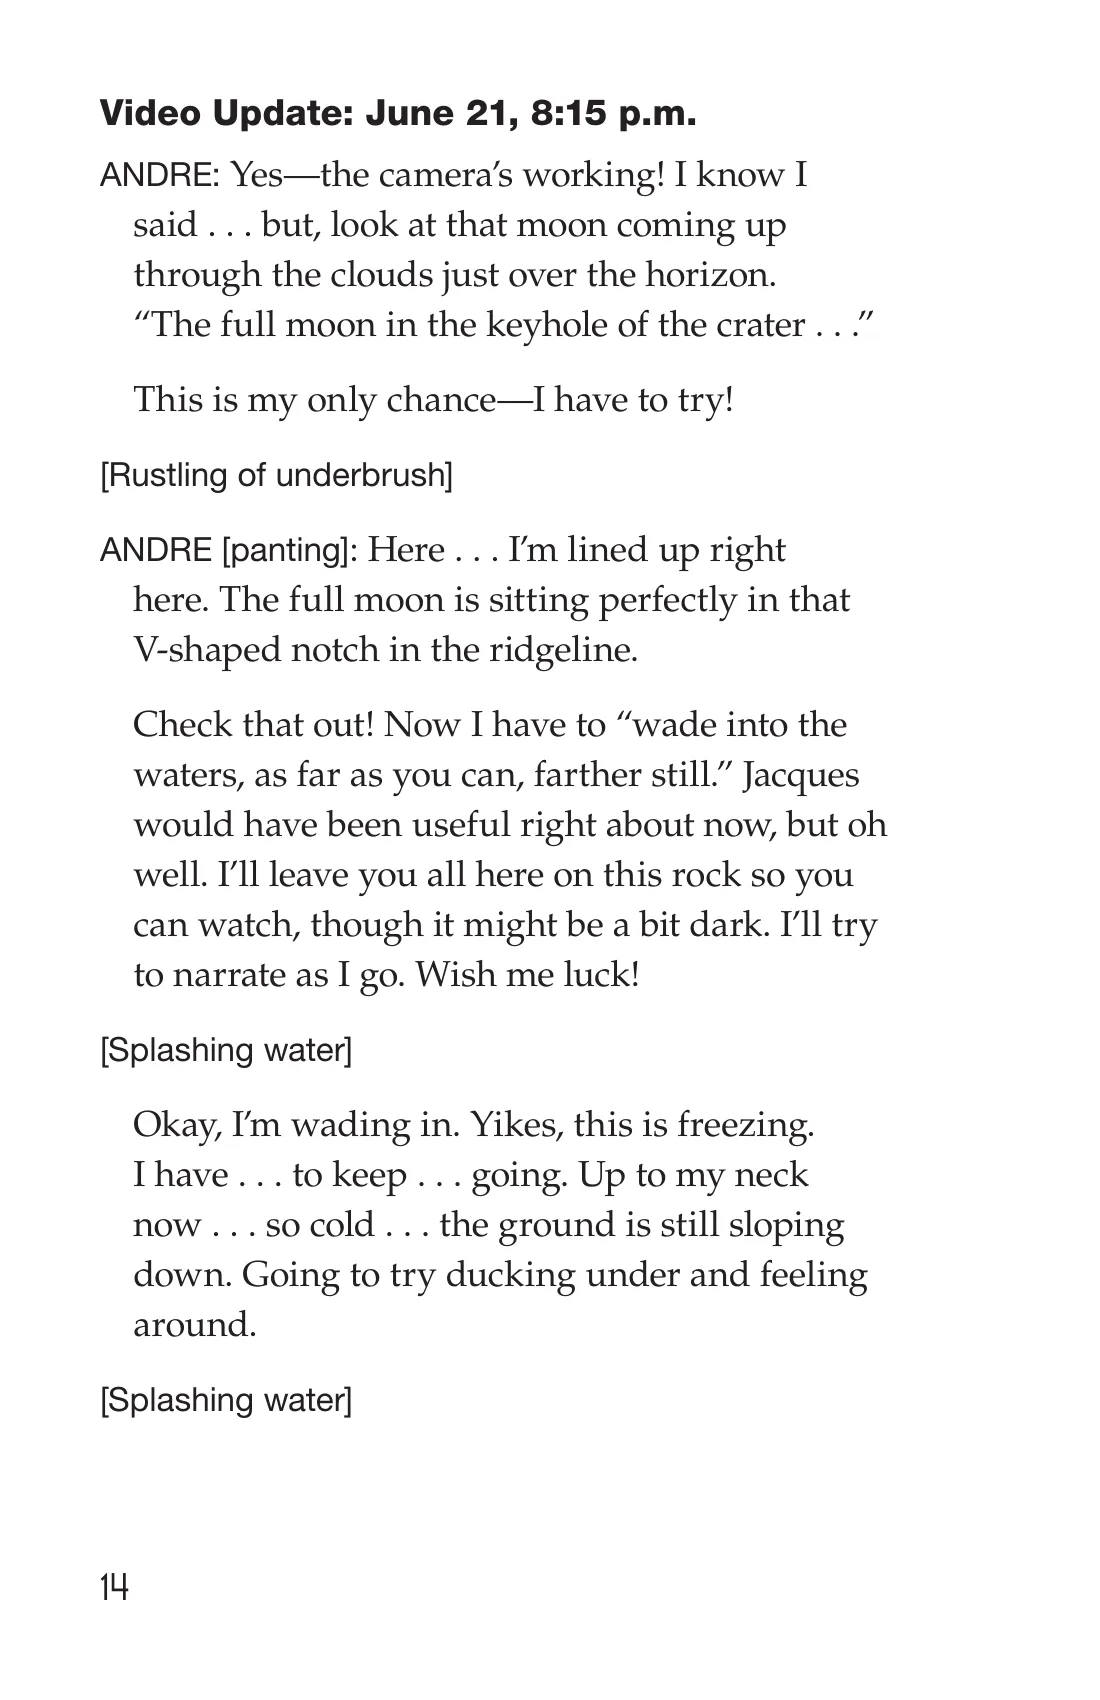 Video Update: June 21, 8:15 p.m.
ANDRE: Yes—the camera’s working! I know I
said . . . but, look at that moon coming up
through the clouds just over the horizon.
“The full moon in the keyhole of the crater . . .”
This is my only chance—I have to try!
[Rustling of underbrush]
ANDRE [panting]: Here . . . I’m lined up right
here. The full moon is sitting perfectly in that
V-shaped notch in the ridgeline.
Check that out! Now I have to “wade into the
waters, as far as you can, farther still.” Jacques
would have been useful right about now, but oh
well. I’ll leave you all here on this rock so you
can watch, though it might be a bit dark. I’ll try
to narrate as I go. Wish me luck!
[Splashing water]
Okay, I’m wading in. Yikes, this is freezing.
I have . . . to keep . . . going. Up to my neck
now . . . so cold . . . the ground is still sloping
down. Going to try ducking under and feeling
around.
[Splashing water]
14